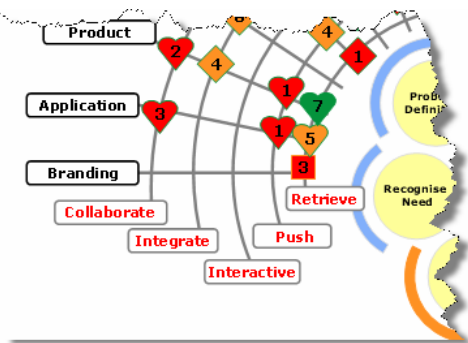 Product
Application
Branding
8
4
1
2
4
1
7
3
1
5
3
Collaborate
Integrate
Interactive
Push
Retrieve
Recognise
Need